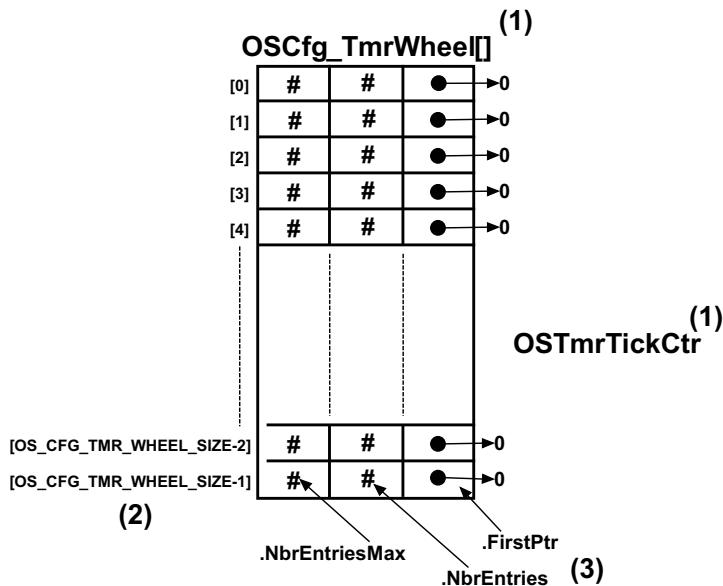 (1)
OSCfg_TmrWheel[]
[0] # # 0
[1] # # 0
[2] # # 0
[3] # # 0
[4] # # 0
(1)
OSTmrTickCtr
[OS_CFG_TMR_WHEEL_SIZE-2] # # 0
[OS_CFG_TMR_WHEEL_SIZE-1] # # 0
(2)
.NbrEntriesMax
.FirstPtr
.NbrEntries (3)